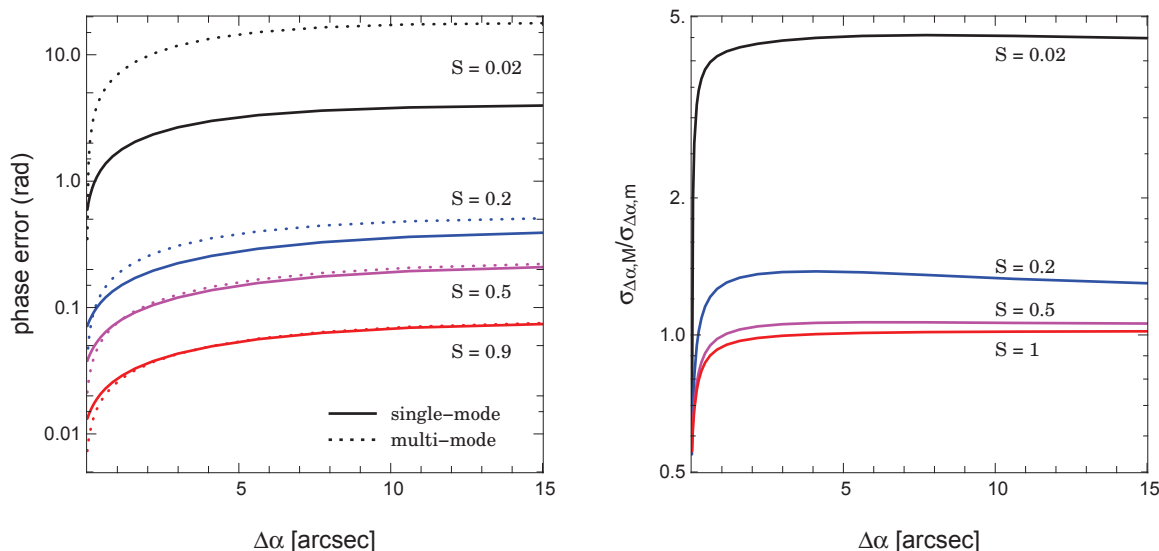 10.0
1.0
0.1
0.01
phase error (rad)
S = 0.02
S = 0.2
S = 0.5
S = 0.9
single−mode
multi−mode
5
10
15
Δα [arcsec]
5.
2.
1.0
0.5
σΔα,M/σΔα,m
S = 0.02
S = 0.2
S = 0.5
S = 1
5
10
15
Δα [arcsec]